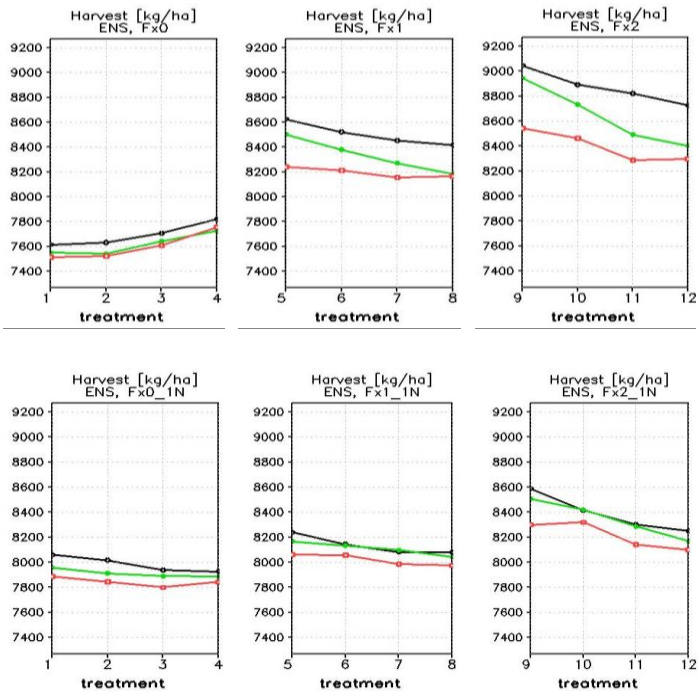 Harvest [kg/ha]
ENS, Fx0
9200
9000
8800
8600
8400
8200
8000
7800
7600
7400
1 2 3 4
treatment
Harvest [kg/ha]
ENS, Fx1
9200
9000
8800
8600
8400
8200
8000
7800
7600
7400
5 6 7 8
treatment
Harvest [kg/ha]
ENS, Fx2
9200
9000
8800
8600
8400
8200
8000
7800
7600
7400
9 10 11 12
treatment
Harvest [kg/ha]
ENS, Fx0_1N
9200
9000
8800
8600
8400
8200
8000
7800
7600
7400
1 2 3 4
treatment
Harvest [kg/ha]
ENS, Fx1_1N
9200
9000
8800
8600
8400
8200
8000
7800
7600
7400
5 6 7 8
treatment
Harvest [kg/ha]
ENS, Fx2_1N
9200
9000
8800
8600
8400
8200
8000
7800
7600
7400
9 10 11 12
treatment